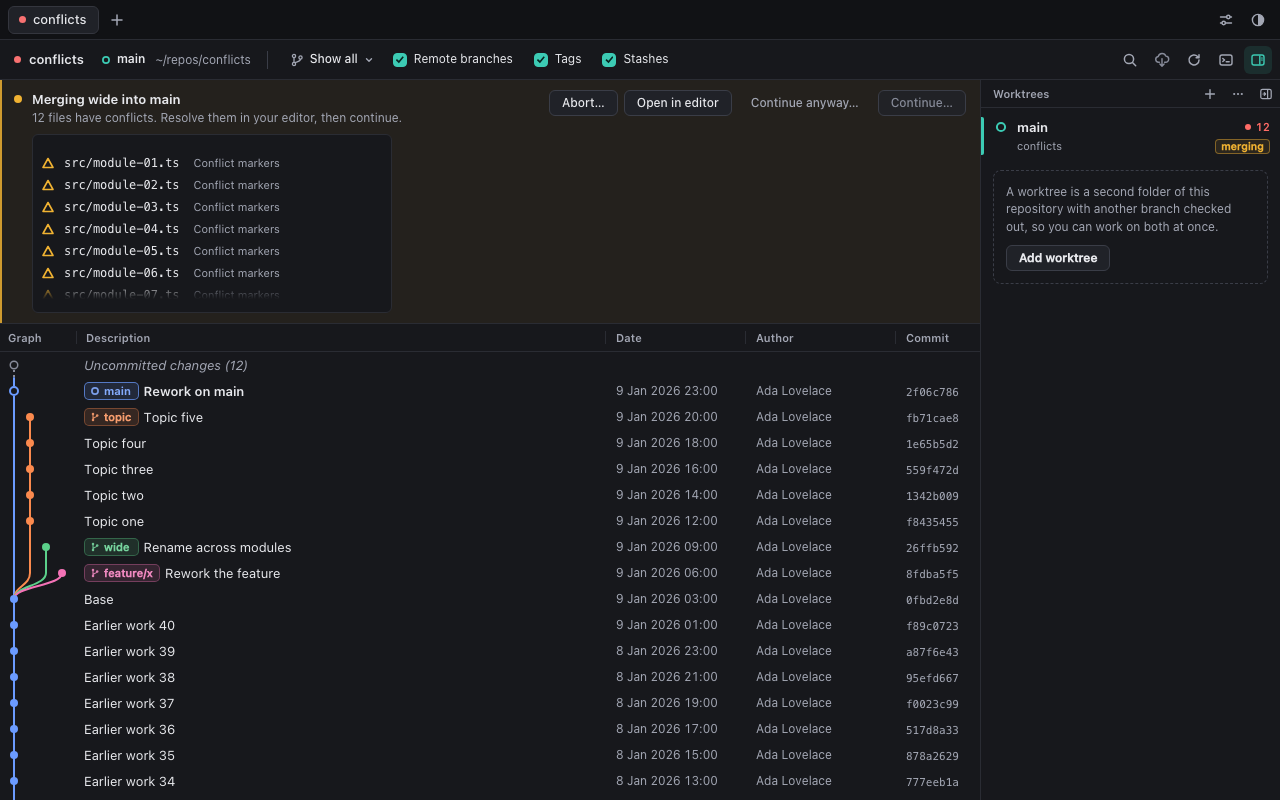 conflicts
conflicts main ~/repos/conflicts Show all Remote branches Tags Stashes
Merging wide into main
12 files have conflicts. Resolve them in your editor, then continue.
Abort... Open in editor Continue anyway... Continue...
src/module-01.ts Conflict markers
src/module-02.ts Conflict markers
src/module-03.ts Conflict markers
src/module-04.ts Conflict markers
src/module-05.ts Conflict markers
src/module-06.ts Conflict markers
src/module-07.ts Conflict markers
Worktrees
main 12
conflicts merging
A worktree is a second folder of this
repository with another branch checked
out, so you can work on both at once.
Add worktree
Graph Description Date Author Commit
Uncommitted changes (12)
main Rework on main 9 Jan 2026 23:00 Ada Lovelace 2f06c786
topic Topic five 9 Jan 2026 20:00 Ada Lovelace fb71cae8
Topic four 9 Jan 2026 18:00 Ada Lovelace 1e65b5d2
Topic three 9 Jan 2026 16:00 Ada Lovelace 559f472d
Topic two 9 Jan 2026 14:00 Ada Lovelace 1342b009
Topic one 9 Jan 2026 12:00 Ada Lovelace f8435455
wide Rename across modules 9 Jan 2026 09:00 Ada Lovelace 26ffb592
feature/x Rework the feature 9 Jan 2026 06:00 Ada Lovelace 8fdba5f5
Base 9 Jan 2026 03:00 Ada Lovelace 0fbd2e8d
Earlier work 40 9 Jan 2026 01:00 Ada Lovelace f89c0723
Earlier work 39 8 Jan 2026 23:00 Ada Lovelace a87f6e43
Earlier work 38 8 Jan 2026 21:00 Ada Lovelace 95efd667
Earlier work 37 8 Jan 2026 19:00 Ada Lovelace f0023c99
Earlier work 36 8 Jan 2026 17:00 Ada Lovelace 517d8a33
Earlier work 35 8 Jan 2026 15:00 Ada Lovelace 878a2629
Earlier work 34 8 Jan 2026 13:00 Ada Lovelace 777eeb1a